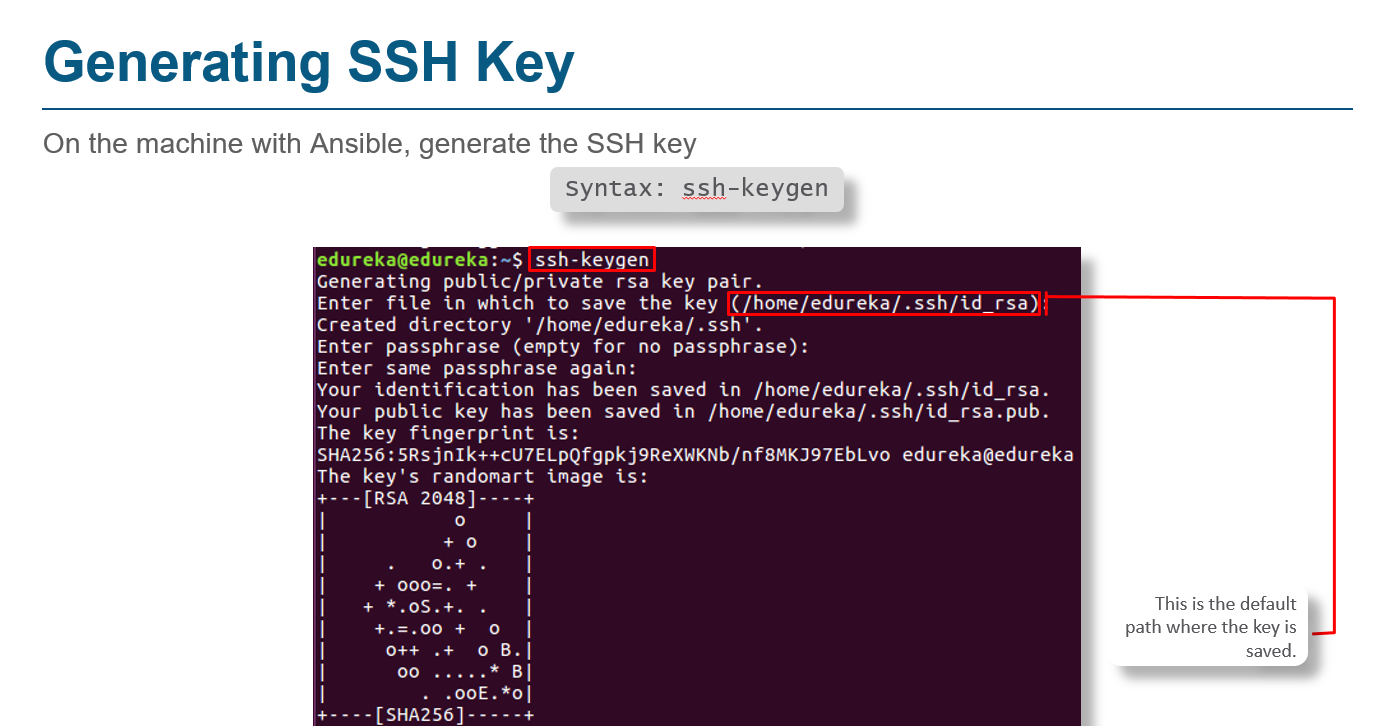 Generating SSH Key
On the machine with Ansible, generate the SSH key
Syntax: ssh-keygen
edureka@edureka:~$ ssh-keygen
Generating public/private rsa key pair.
Enter file in which to save the key (/home/edureka/.ssh/id_rsa):
Created directory '/home/edureka/.ssh'.
Enter passphrase (empty for no passphrase):
Enter same passphrase again:
Your identification has been saved in /home/edureka/.ssh/id_rsa.
Your public key has been saved in /home/edureka/.ssh/id_rsa.pub.
The key fingerprint is:
SHA256:5RsjnIk++cU7ELpQfgpkj9ReXWKNb/nf8MKJ97EbLvo edureka@edureka
The key's randomart image is:
+---[RSA 2048]----+
|            o     |
|           + o    |
|      .   o.+ .   |
|     + ooo=. +    |
|    + *.oS.+. .   |
|     +.=.oo +  o  |
|      o++ .+  o B.|
|       oo .....* B|
|         . .ooE.*o|
+----[SHA256]-----+
This is the default
path where the key is
saved.